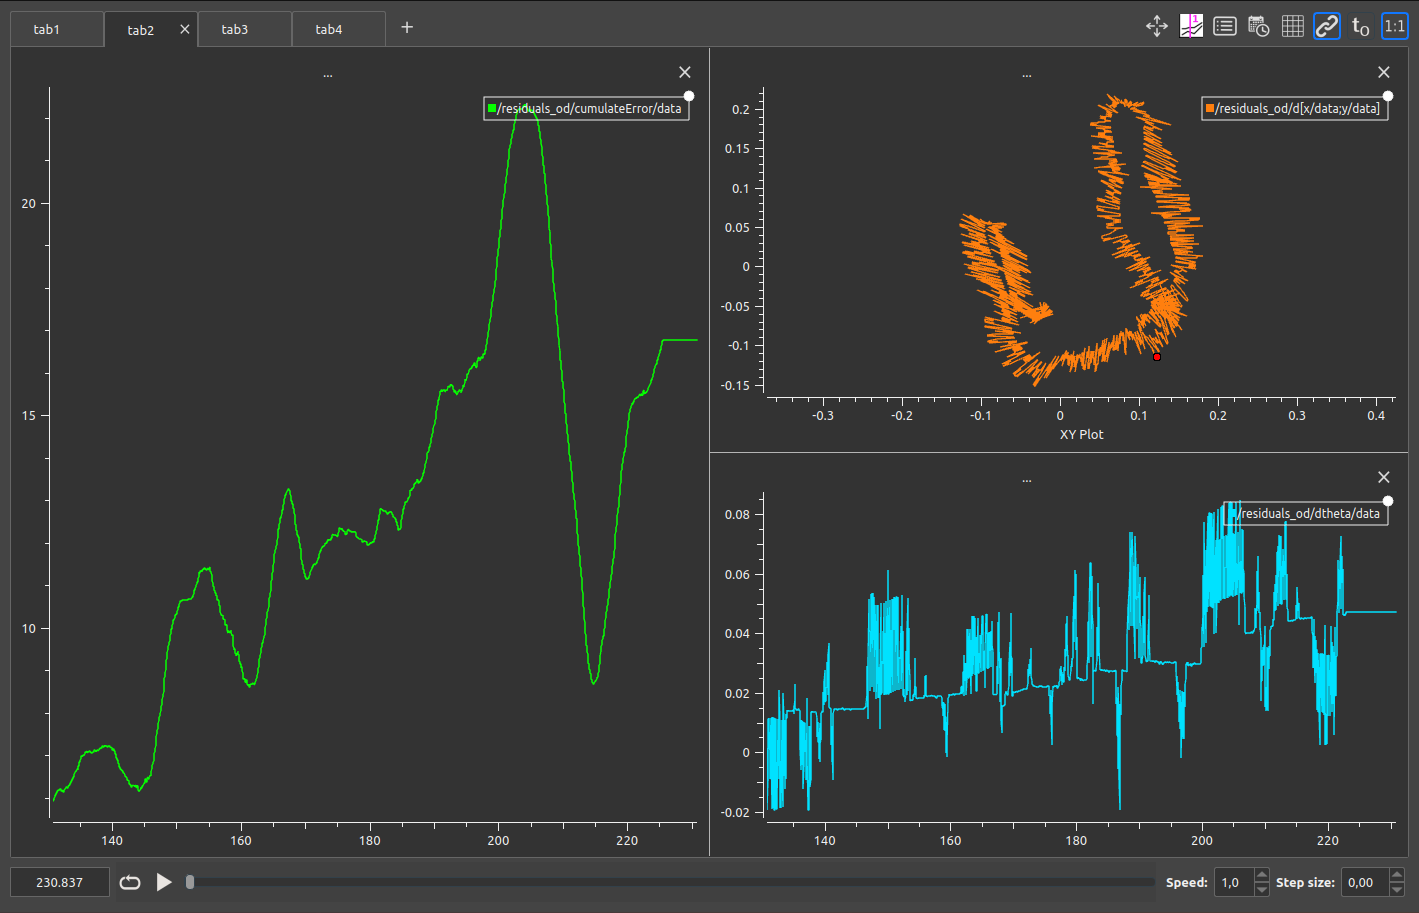 tab1
tab2
tab3
tab4
+
1
t0
1:1
...
/residuals_od/cumulateError/data
20
15
10
140 160 180 200 220
...
/residuals_od/d[x/data;y/data]
0.2
0.15
0.1
0.05
0
-0.05
-0.1
-0.15
-0.3 -0.2 -0.1 0 0.1 0.2 0.3 0.4
XY Plot
...
/residuals_od/dtheta/data
0.08
0.06
0.04
0.02
0
-0.02
140 160 180 200 220
230.837
Speed: 1,0 Step size: 0,00